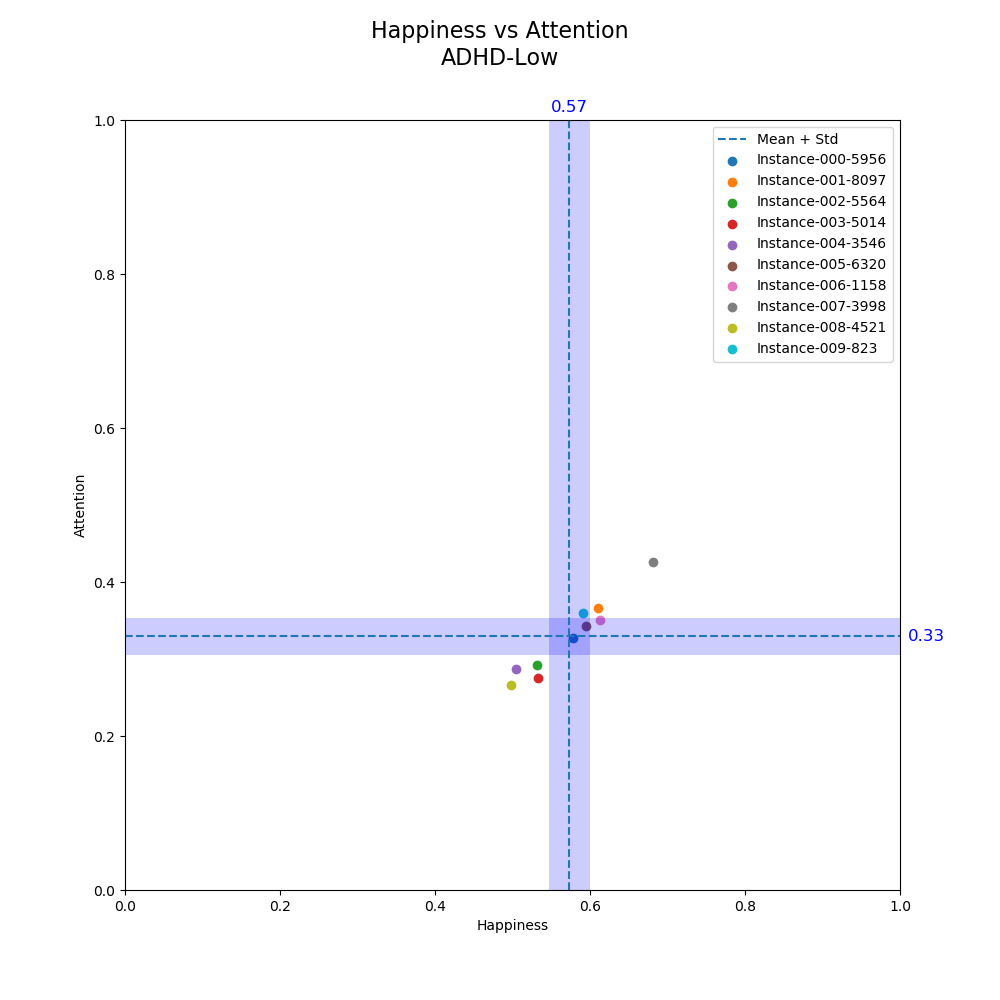 Happiness vs Attention
ADHD-Low
0.57
1.0
Mean + Std
Instance-000-5956
Instance-001-8097
Instance-002-5564
Instance-003-5014
Instance-004-3546
Instance-005-6320
Instance-006-1158
Instance-007-3998
Instance-008-4521
Instance-009-823
0.8
0.6
Attention
0.4
0.33
0.2
0.0
0.0 0.2 0.4 0.6 0.8 1.0
Happiness